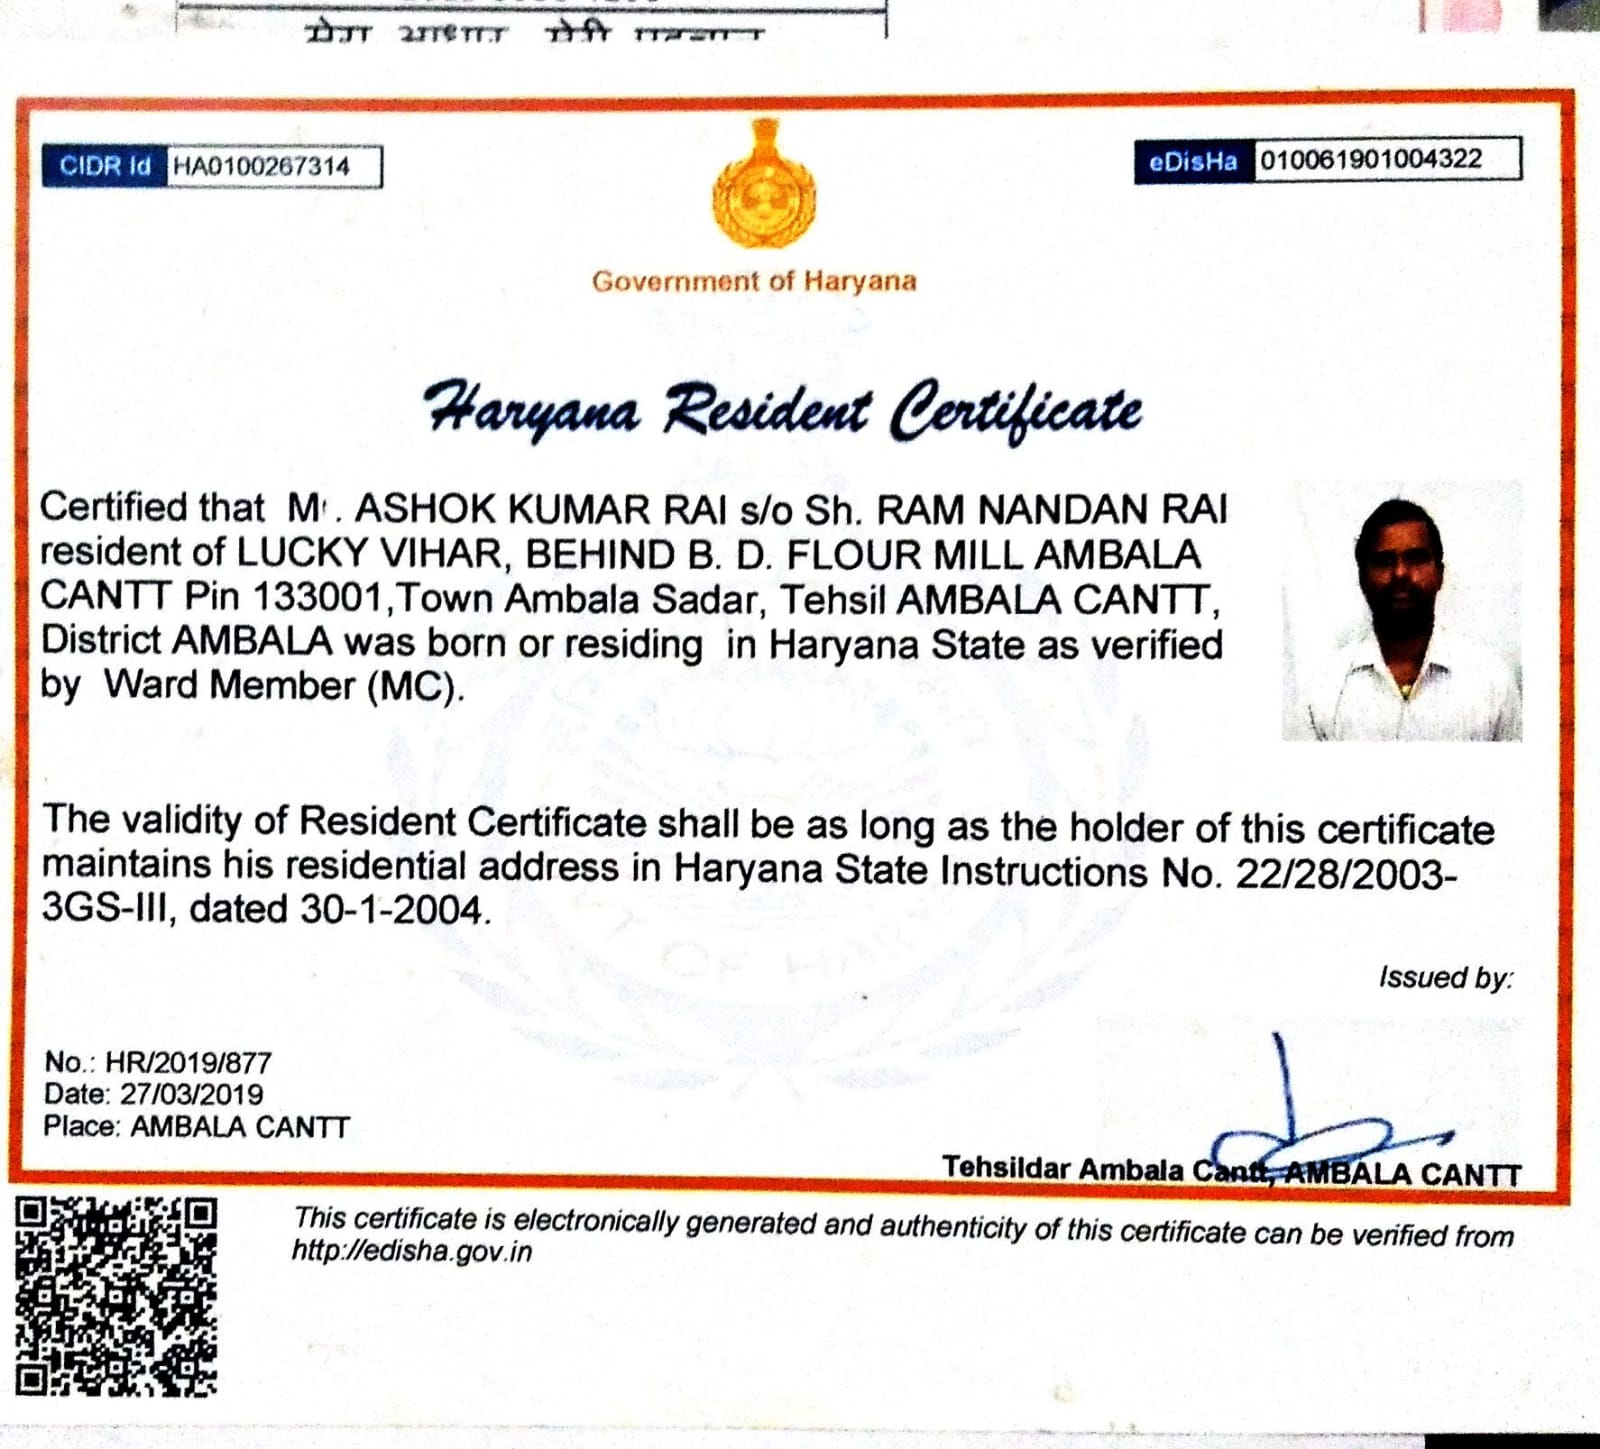 मेरा आधार मेरी पहचान
CIDR Id HA0100267314
eDisHa 010061901004322
Government of Haryana
Haryana Resident Certificate
Certified that Mr. ASHOK KUMAR RAI s/o Sh. RAM NANDAN RAI
resident of LUCKY VIHAR, BEHIND B. D. FLOUR MILL AMBALA
CANTT Pin 133001,Town Ambala Sadar, Tehsil AMBALA CANTT,
District AMBALA was born or residing in Haryana State as verified
by Ward Member (MC).
The validity of Resident Certificate shall be as long as the holder of this certificate
maintains his residential address in Haryana State Instructions No. 22/28/2003-
3GS-III, dated 30-1-2004.
Issued by:
No.: HR/2019/877
Date: 27/03/2019
Place: AMBALA CANTT
Tehsildar Ambala Cantt, AMBALA CANTT
This certificate is electronically generated and authenticity of this certificate can be verified from
http://edisha.gov.in